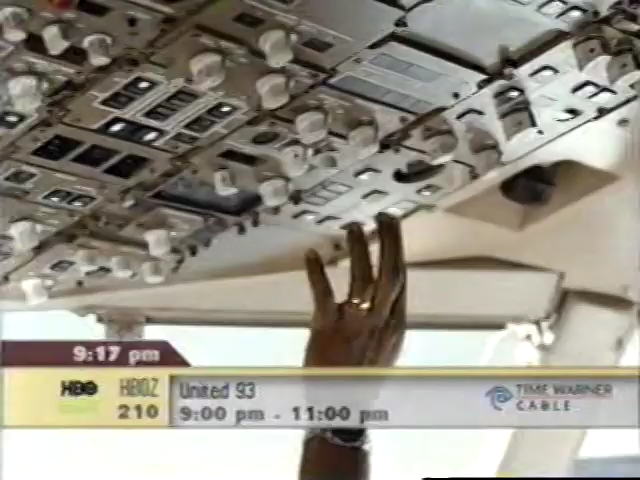 9:17 pm
HBO HBOZ United 93
210 9:00 pm - 11:00 pm
TIME WARNER
CABLE